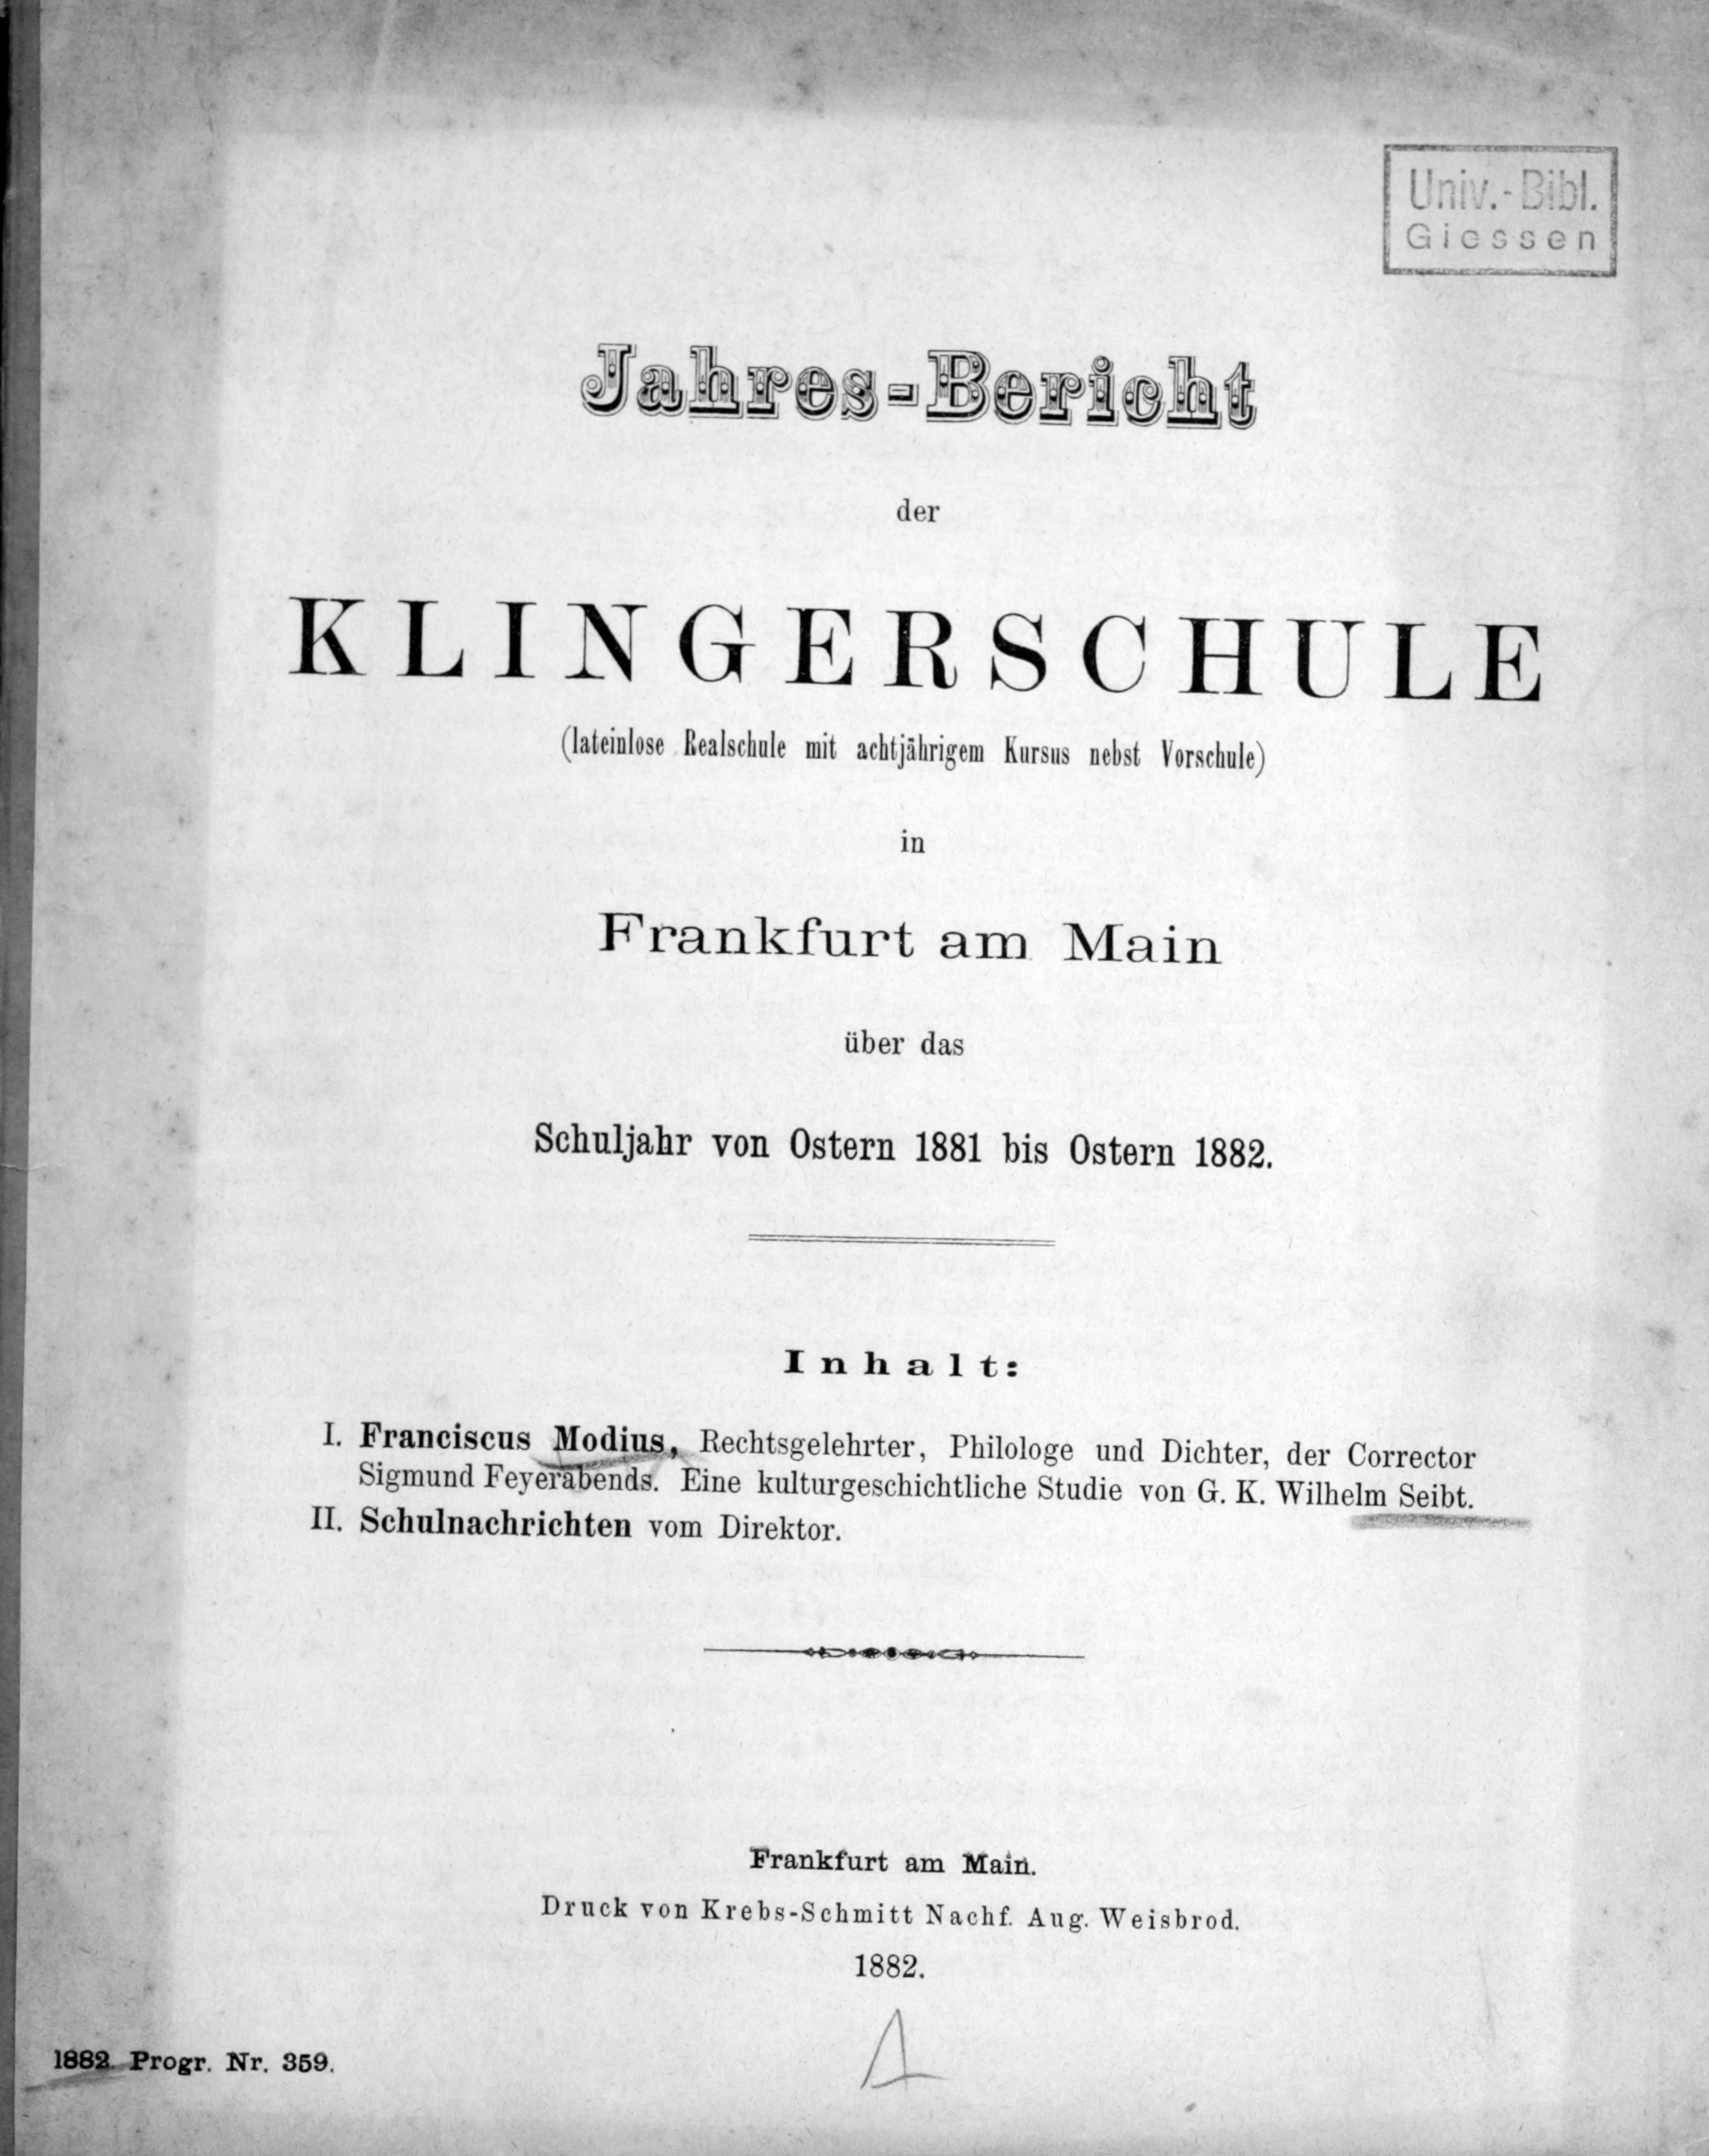 Univ.-Bibl.
Giessen
Jahres-Bericht
der
KLINGERSCHULE
(lateinlose Realschule mit achtjährigem Kursus nebst Vorschule)
in
Frankfurt am Main
über das
Schuljahr von Ostern 1881 bis Ostern 1882.
Inhalt:
I. Franciscus Modius, Rechtsgelehrter, Philologe und Dichter, der Corrector
Sigmund Feyerabends. Eine kulturgeschichtliche Studie von G. K. Wilhelm Seibt.
II. Schulnachrichten vom Direktor.
Frankfurt am Main.
Druck von Krebs-Schmitt Nachf. Aug. Weisbrod.
1882.
1882. Progr. Nr. 359.